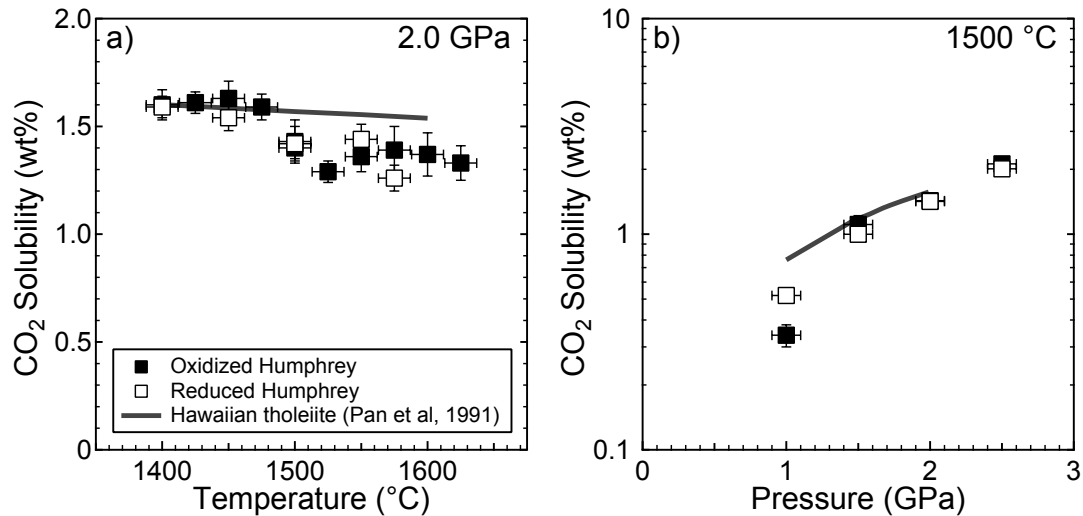 a) 2.0 GPa
2.0
1.5
1.0
0.5
0
CO2 Solubility (wt%)
Oxidized Humphrey
Reduced Humphrey
Hawaiian tholeiite (Pan et al, 1991)
1400 1500 1600
Temperature (°C)
b) 1500 °C
10
1
0.1
CO2 Solubility (wt%)
0 1 2 3
Pressure (GPa)